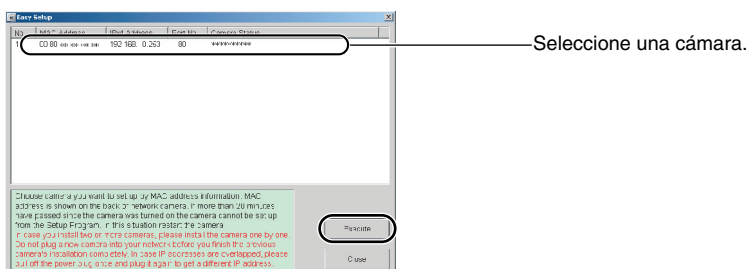 Easy Setup
No. MAC Address IPv4 Address Port No. Camera Status
1 00 80 ** ** ** ** 192.168. 0.253 80 **********
Seleccione una cámara.
Choose camera you want to set up by MAC address information. MAC
address is shown on the back of network camera. If more than 20 minutes
have passed since the camera was turned on the camera cannot be set up
from the Setup Program. In this situation restart the camera.
In case you install two or more cameras, please install the camera one by one.
Do not plug a new camera into your network before you finish the previous
camera's installation completely. In case IP addresses are overlapped, please
pull off the power plug once and plug it again to get a different IP address.
Execute
Close